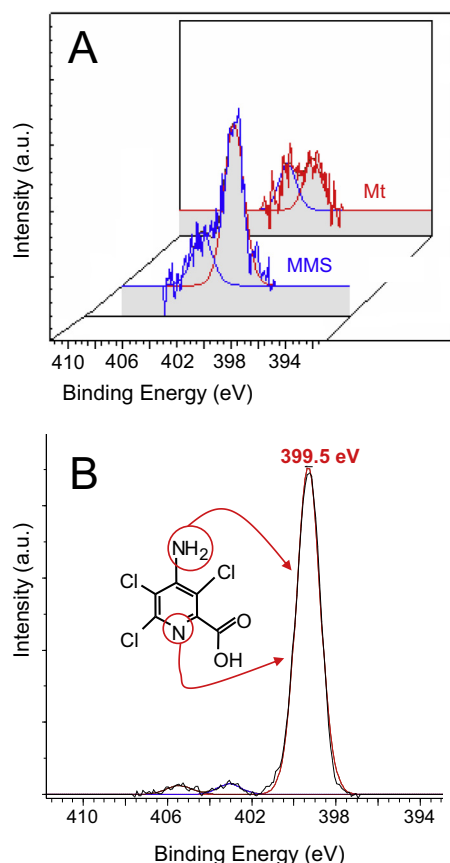 A
Intensity (a.u.)
Mt
MMS
410 406 402 398 394
Binding Energy (eV)
B
399.5 eV
Intensity (a.u.)
NH2
Cl
Cl
Cl
N
O
OH
410 406 402 398 394
Binding Energy (eV)